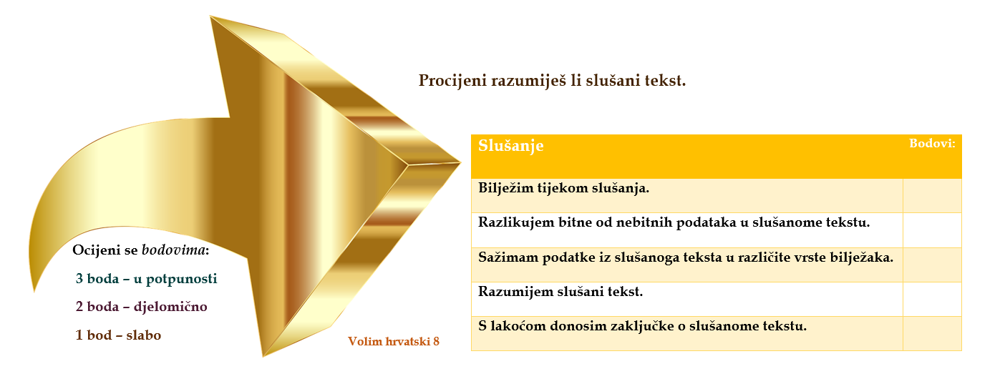 Procijeni razumiješ li slušani tekst.
Slušanje Bodovi:
Bilježim tijekom slušanja.
Razlikujem bitne od nebitnih podataka u slušanome tekstu.
Sažimam podatke iz slušanoga teksta u različite vrste bilježaka.
Razumijem slušani tekst.
S lakoćom donosim zaključke o slušanome tekstu.
Ocijeni se bodovima:
3 boda – u potpunosti
2 boda – djelomično
1 bod – slabo
Volim hrvatski 8